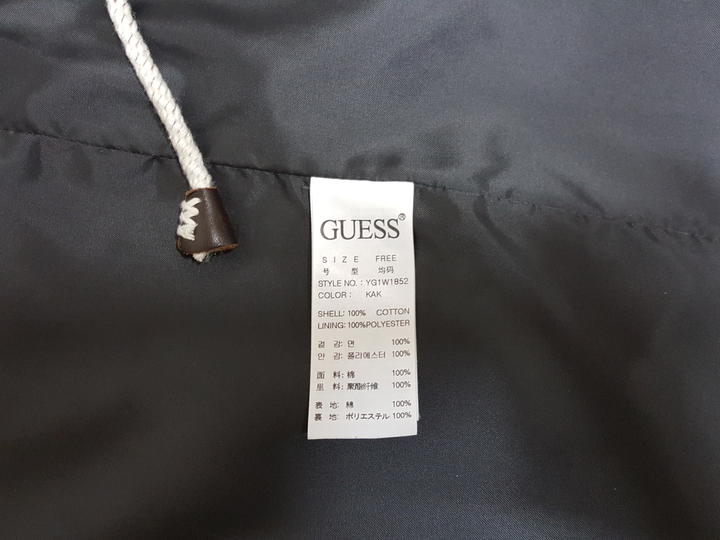 GUESS®
SIZE FREE
号 型 均码
STYLE NO. : YG1W1852
COLOR : KAK
SHELL: 100% COTTON
LINING: 100%POLYESTER
겉 감: 면 100%
안 감: 폴리에스터 100%
面 料: 棉 100%
里 料: 聚酯纤维 100%
表 地: 綿 100%
裏 地: ポリエステル 100%